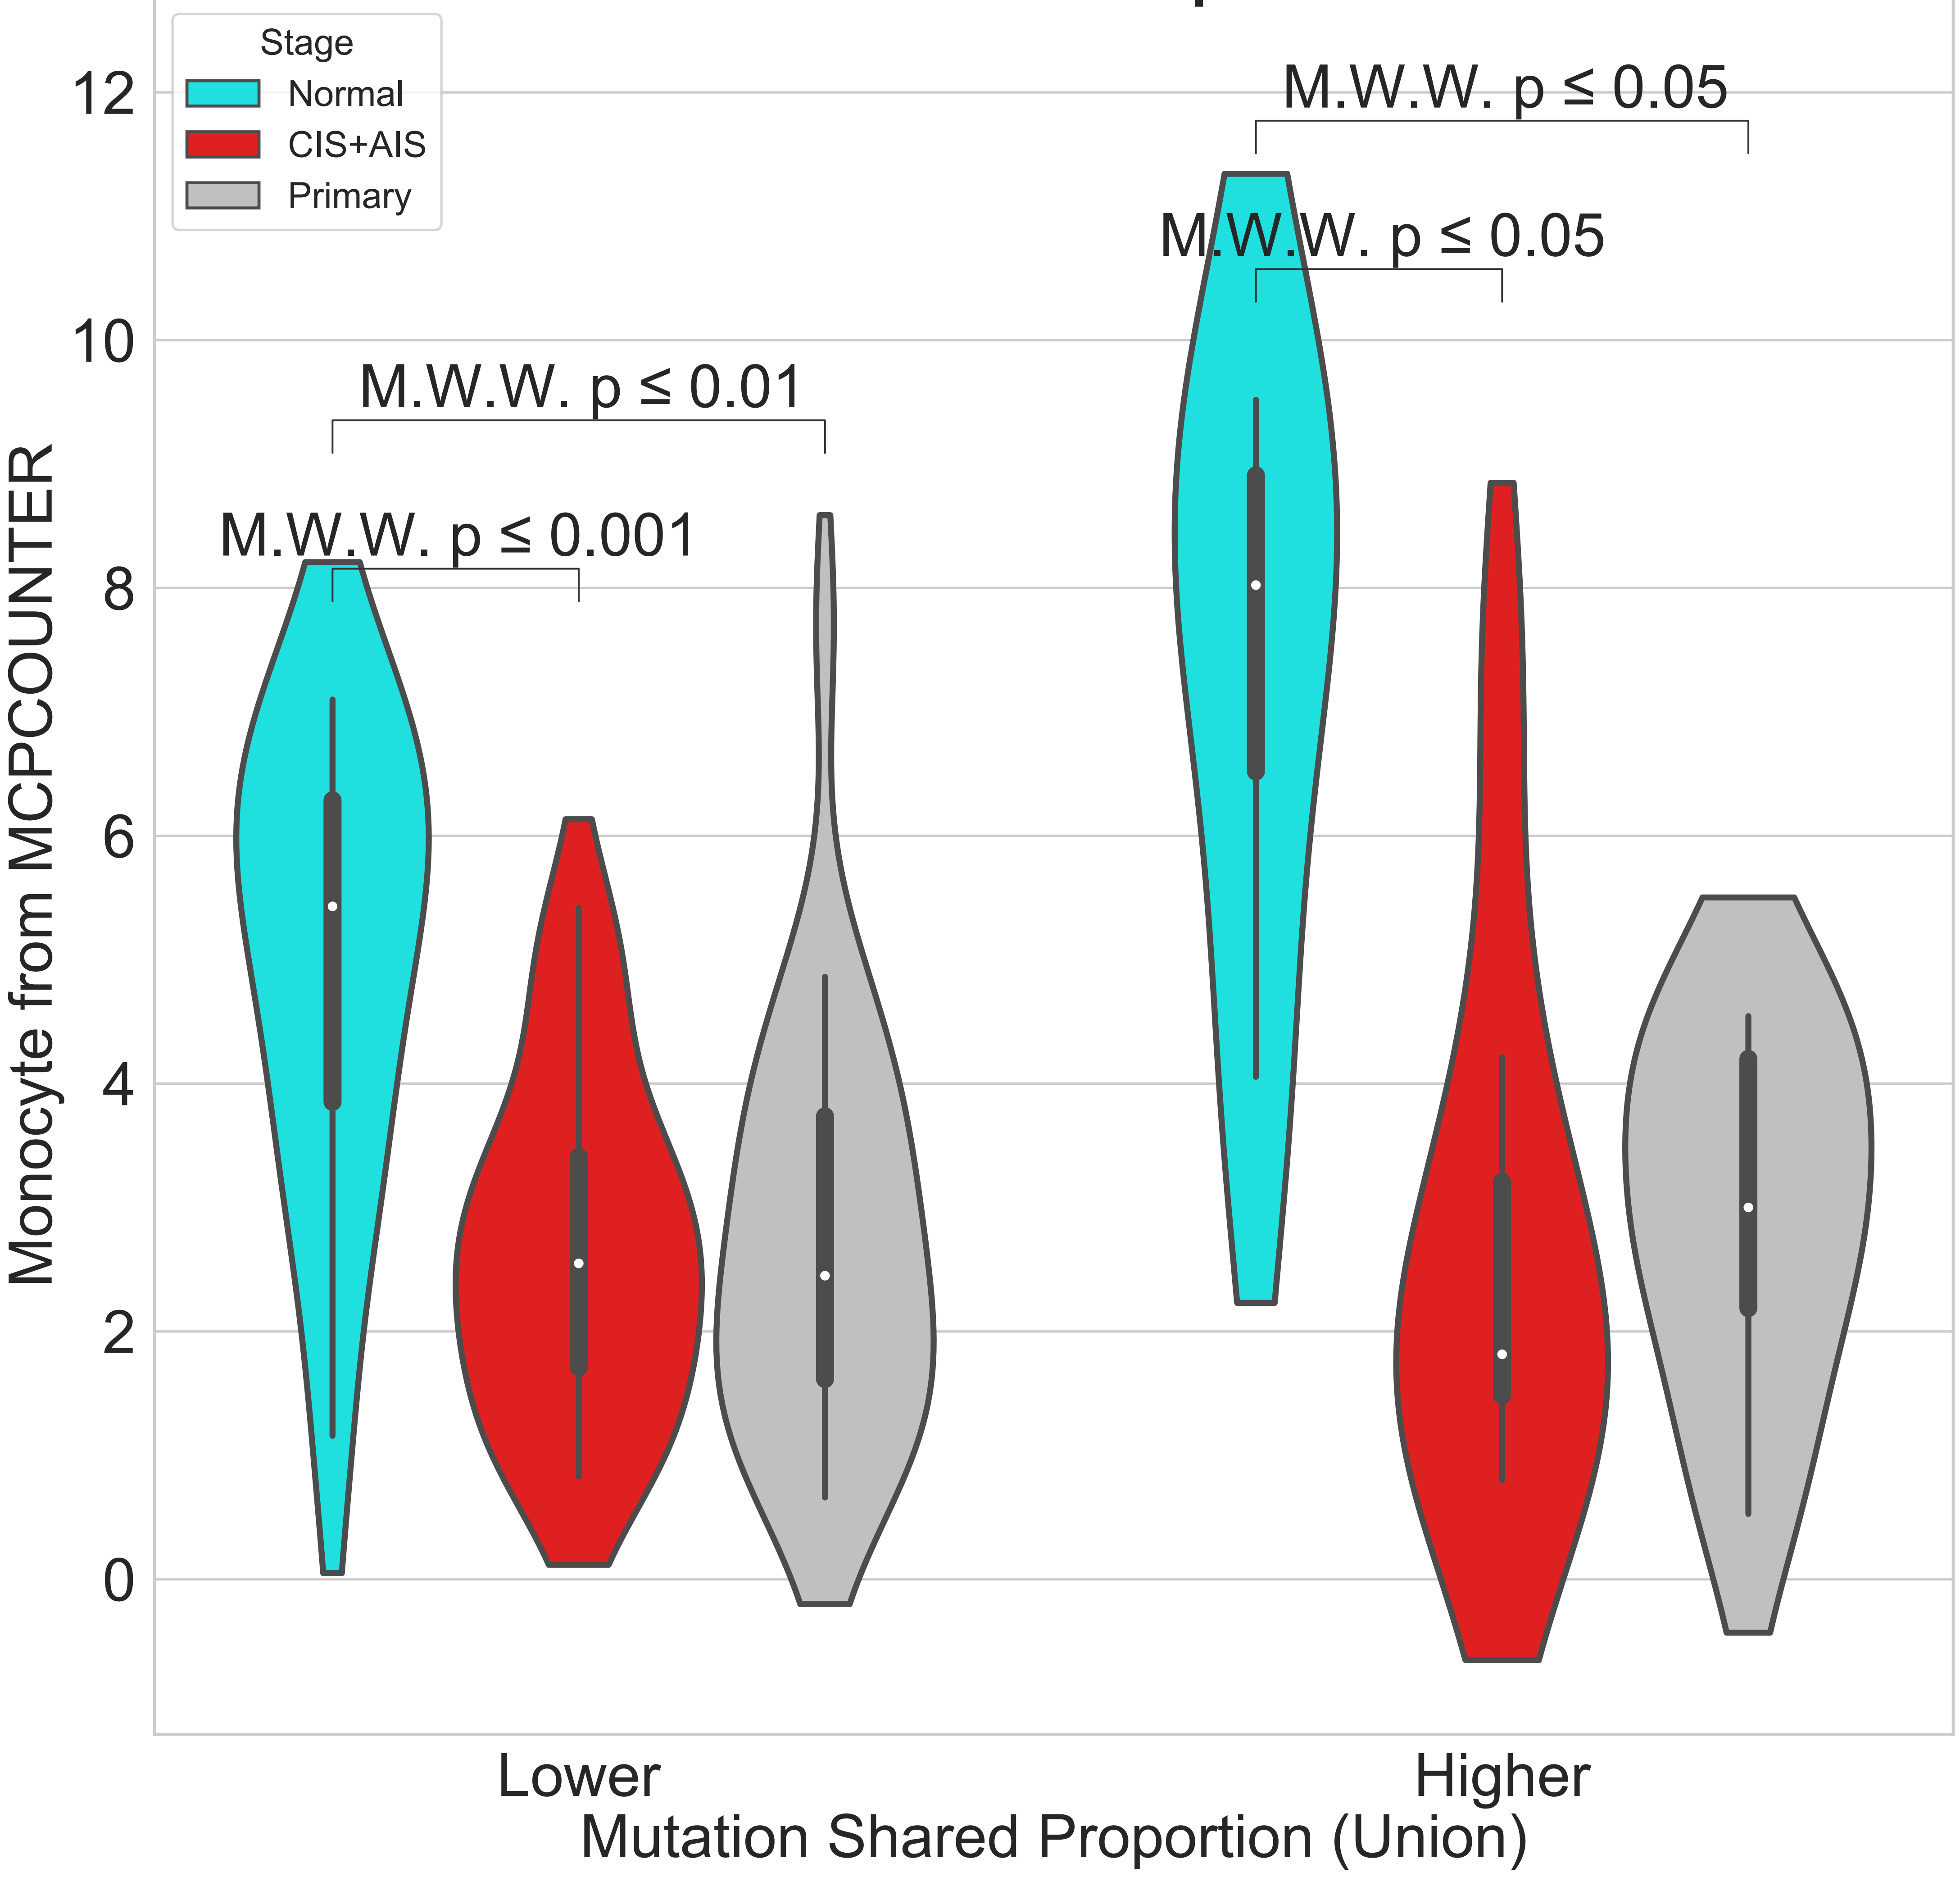 Stage
Normal
CIS+AIS
Primary
M.W.W. p ≤ 0.05
M.W.W. p ≤ 0.05
M.W.W. p ≤ 0.01
M.W.W. p ≤ 0.001
12
10
8
6
4
2
0
Monocyte from MCPCOUNTER
Lower
Higher
Mutation Shared Proportion (Union)